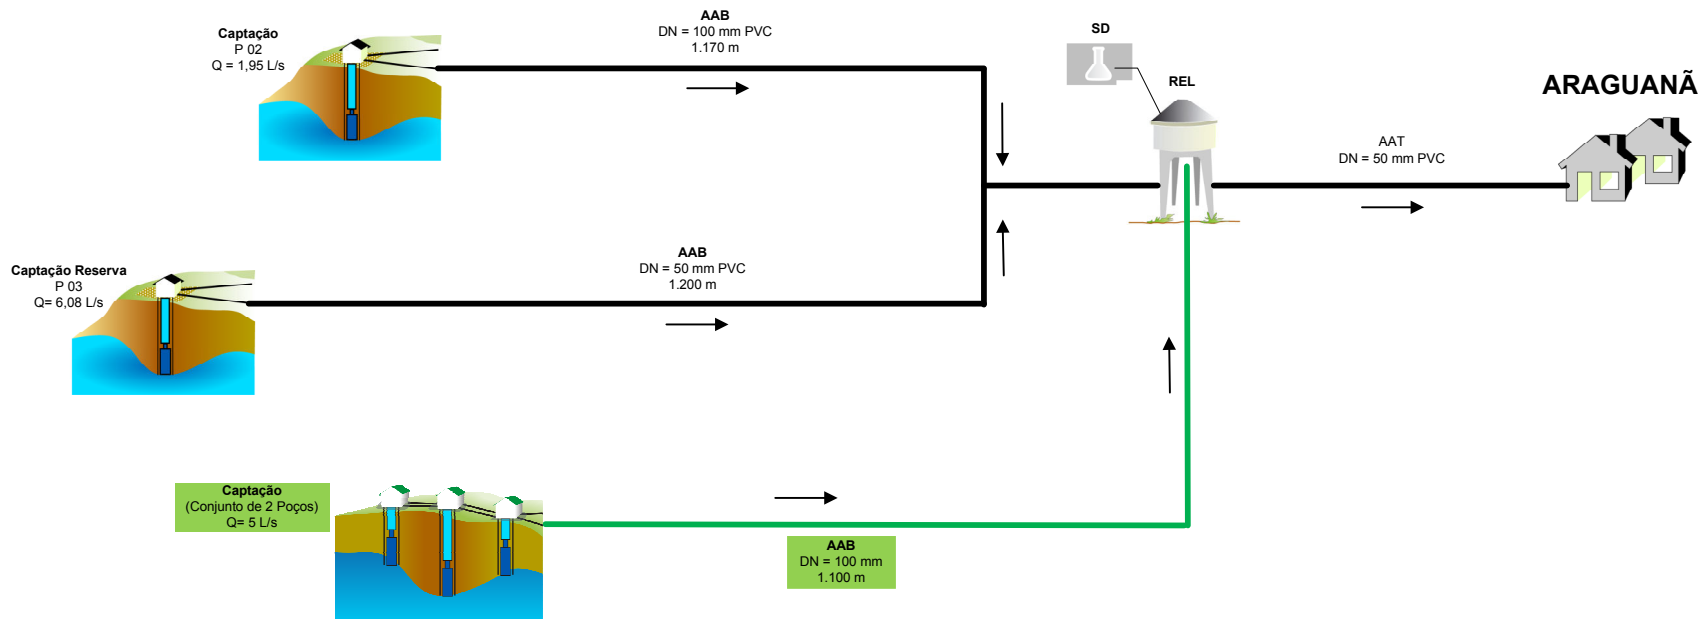 Captação
P 02
Q = 1,95 L/s
AAB
DN = 100 mm PVC
1.170 m
SD
REL
ARAGUANÃ
AAT
DN = 50 mm PVC
Captação Reserva
P 03
Q= 6,08 L/s
AAB
DN = 50 mm PVC
1.200 m
Captação
(Conjunto de 2 Poços)
Q= 5 L/s
AAB
DN = 100 mm
1.100 m